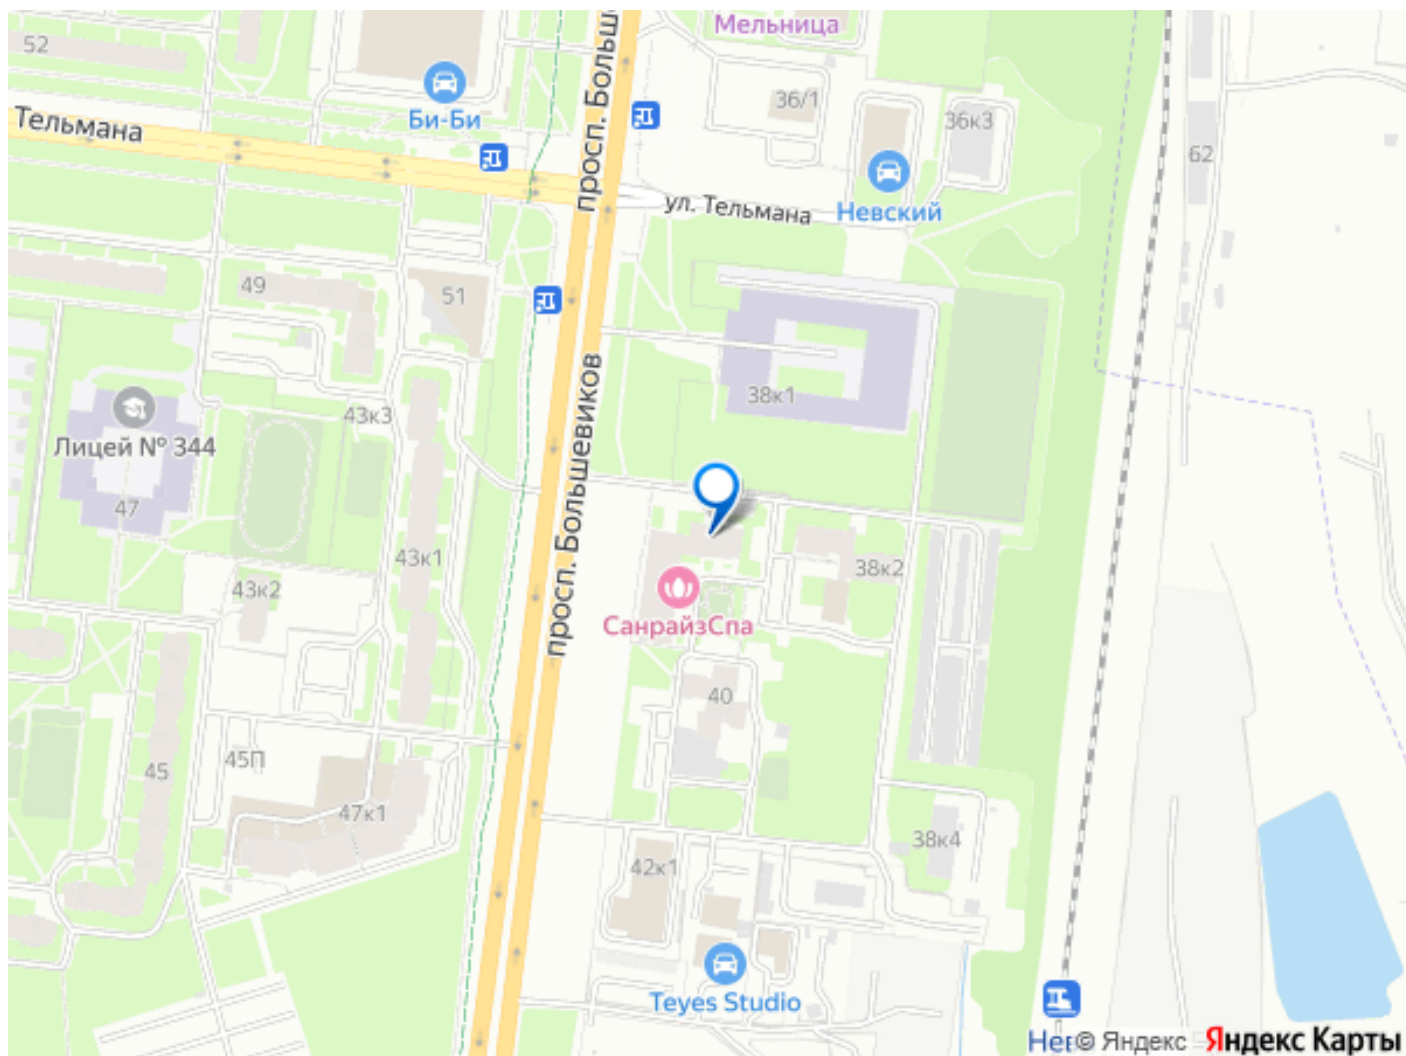 Мельница
52
Би-Би
36/1
36к3
Тельмана
просп. Больш
62
ул. Тельмана
Невский
49
51
38к1
43к3
Лицей № 344
47
просп. Большевиков
43к1
38к2
43к2
СанрайзСпа
40
45П
45
47к1
38к4
42к1
Teyes Studio
Нев
© Яндекс
Яндекс Карты